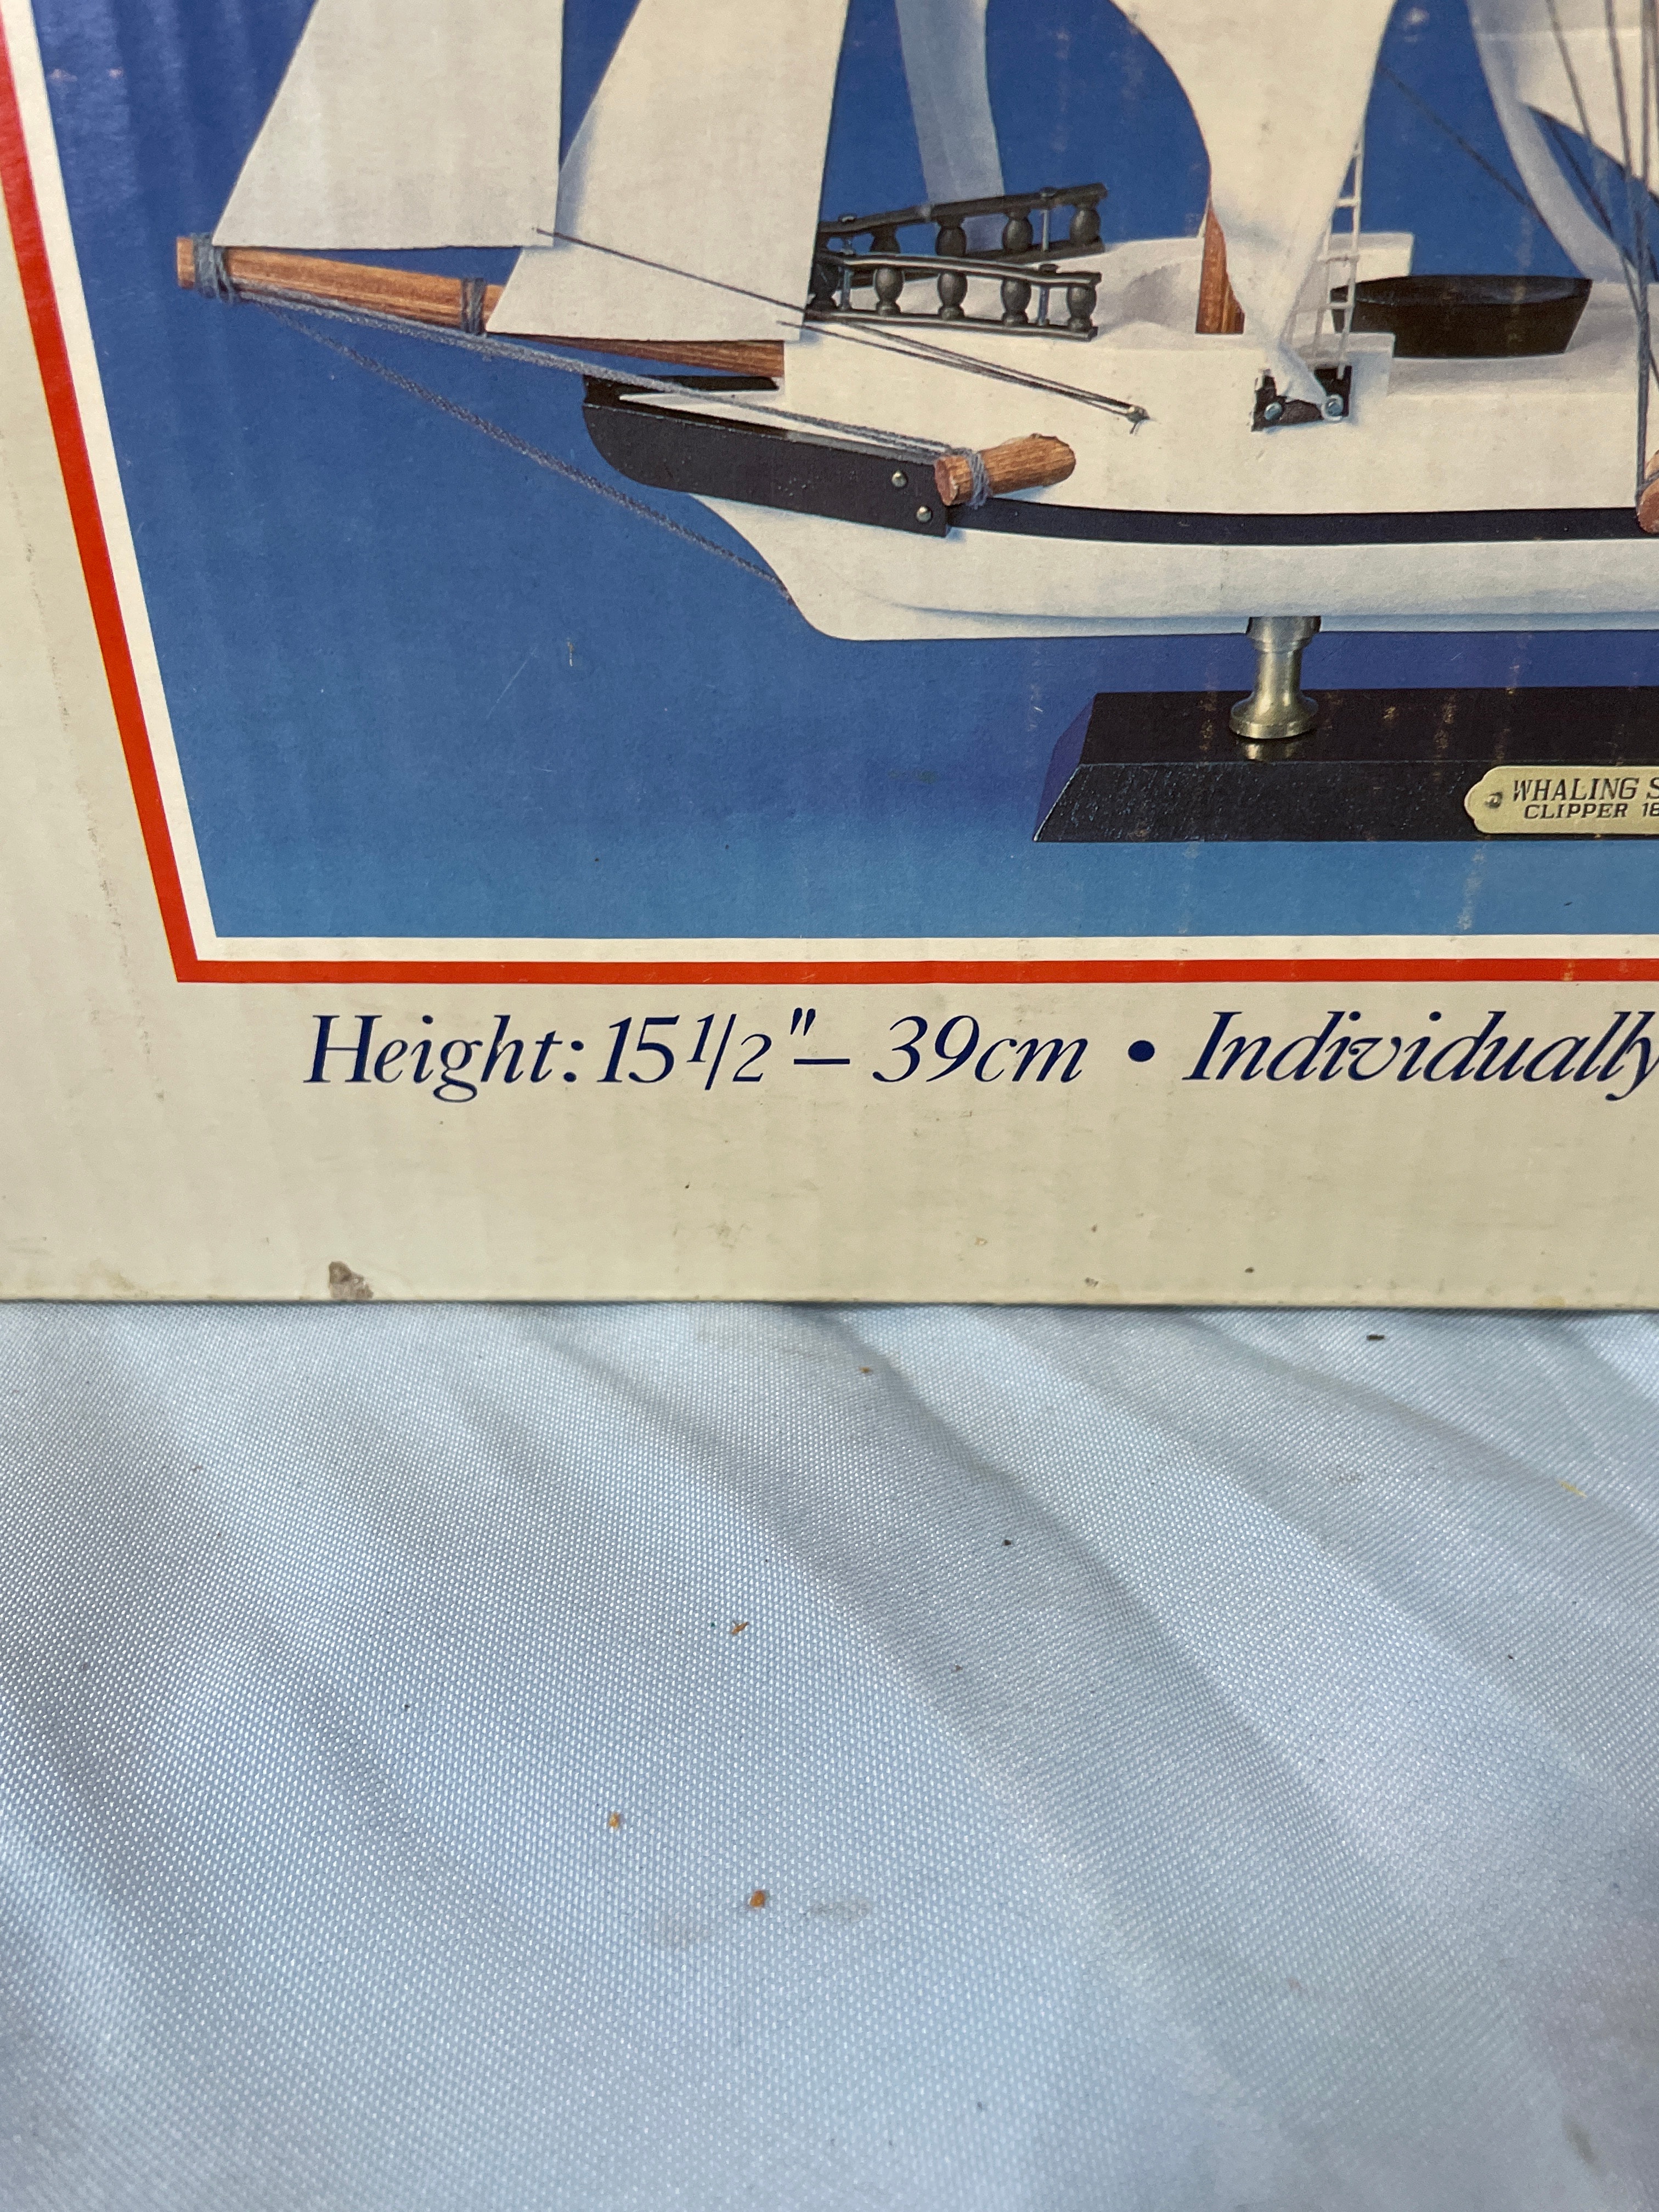 WHALING S
CLIPPER 18
Height: 15 1/2" – 39cm • Individually